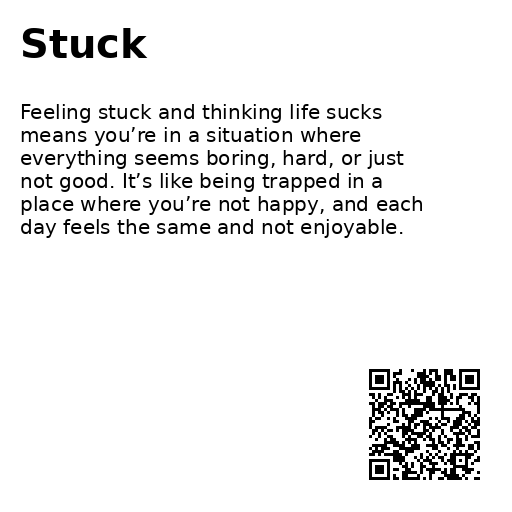 Stuck
Feeling stuck and thinking life sucks
means you’re in a situation where
everything seems boring, hard, or just
not good. It’s like being trapped in a
place where you’re not happy, and each
day feels the same and not enjoyable.